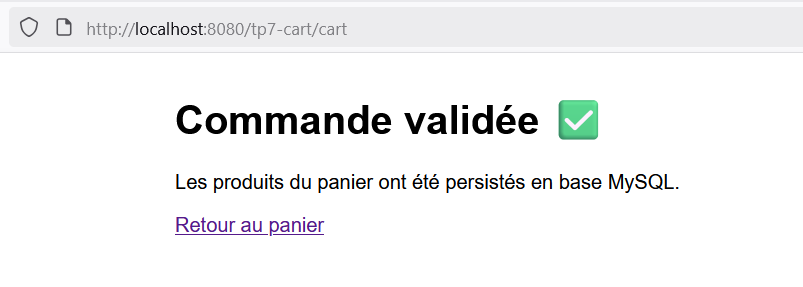 http://localhost:8080/tp7-cart/cart
Commande validée ✅
Les produits du panier ont été persistés en base MySQL.
Retour au panier